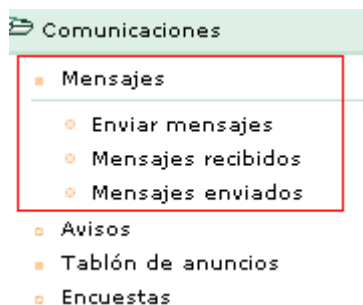 Comunicaciones
Mensajes
Enviar mensajes
Mensajes recibidos
Mensajes enviados
Avisos
Tablón de anuncios
Encuestas